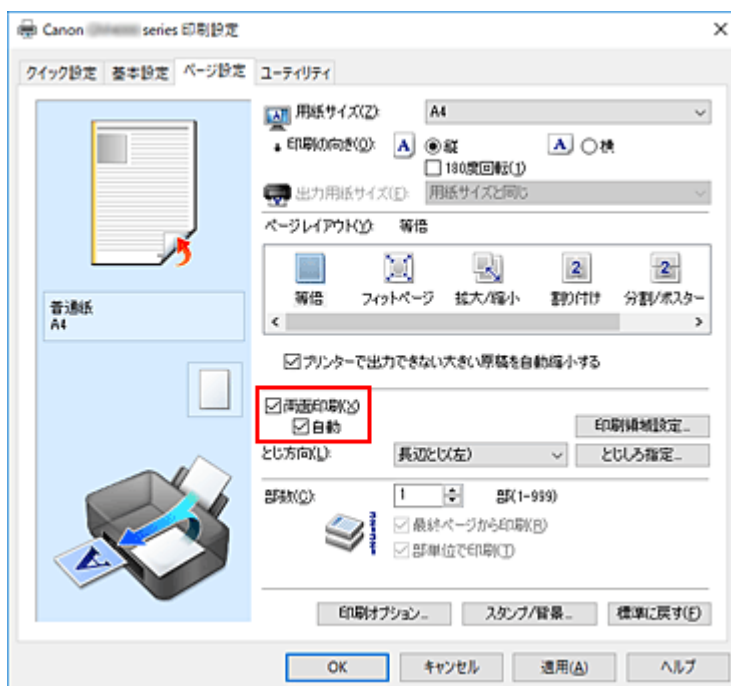 Canon series 印刷設定
クイック設定 基本設定 ページ設定 ユーティリティ
用紙サイズ(Z): A4
印刷の向き(O): A 縦 A 横
180度回転(1)
出力用紙サイズ(E): 用紙サイズと同じ
ページレイアウト(Y): 等倍
等倍 フィットページ 拡大/縮小 割り付け 分割/ポスター
2 2
普通紙
A4
プリンターで出力できない大きい原稿を自動縮小する
両面印刷(X)
自動
印刷領域設定...
とじ方向(L): 長辺とじ(左) とじしろ指定...
部数(C): 1 部(1-999)
最終ページから印刷(R)
部単位で印刷(T)
A
印刷オプション... スタンプ/背景... 標準に戻す(F)
OK キャンセル 適用(A) ヘルプ